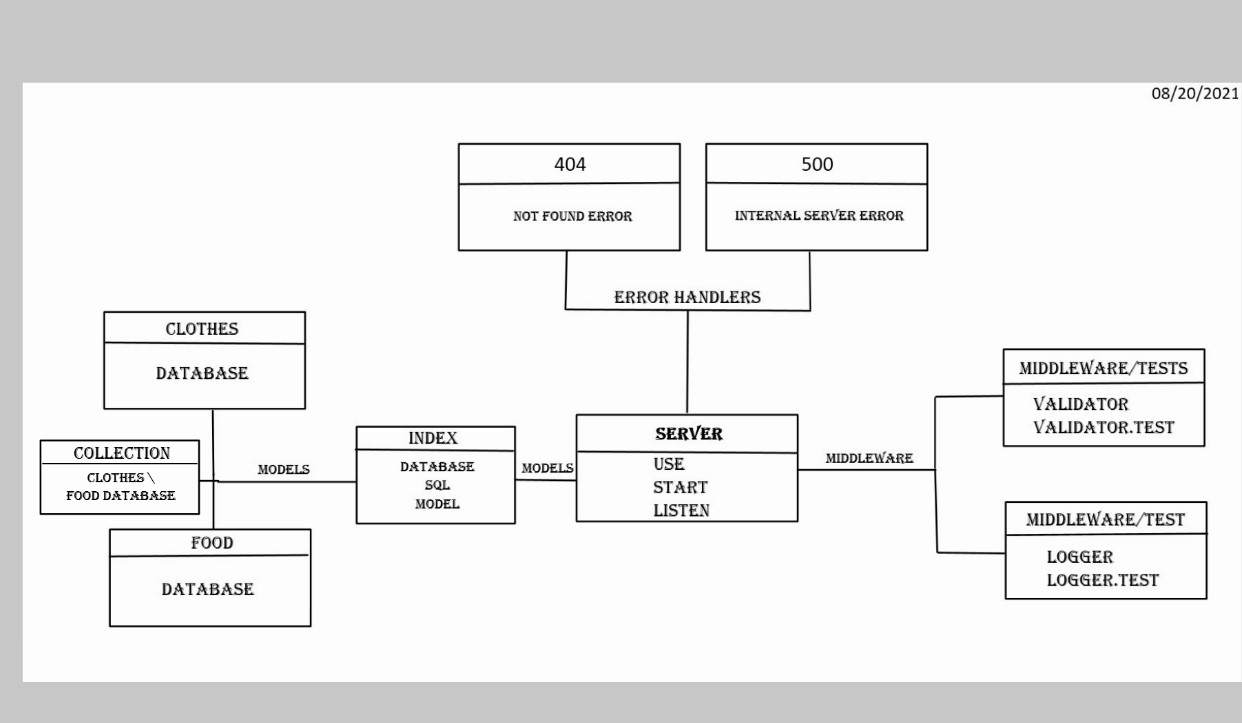 08/20/2021
404
NOT FOUND ERROR
500
INTERNAL SERVER ERROR
ERROR HANDLERS
CLOTHES
DATABASE
COLLECTION
CLOTHES \
FOOD DATABASE
MODELS
FOOD
DATABASE
INDEX
DATABASE
SQL
MODEL
MODELS
SERVER
USE
START
LISTEN
MIDDLEWARE
MIDDLEWARE/TESTS
VALIDATOR
VALIDATOR.TEST
MIDDLEWARE/TEST
LOGGER
LOGGER.TEST